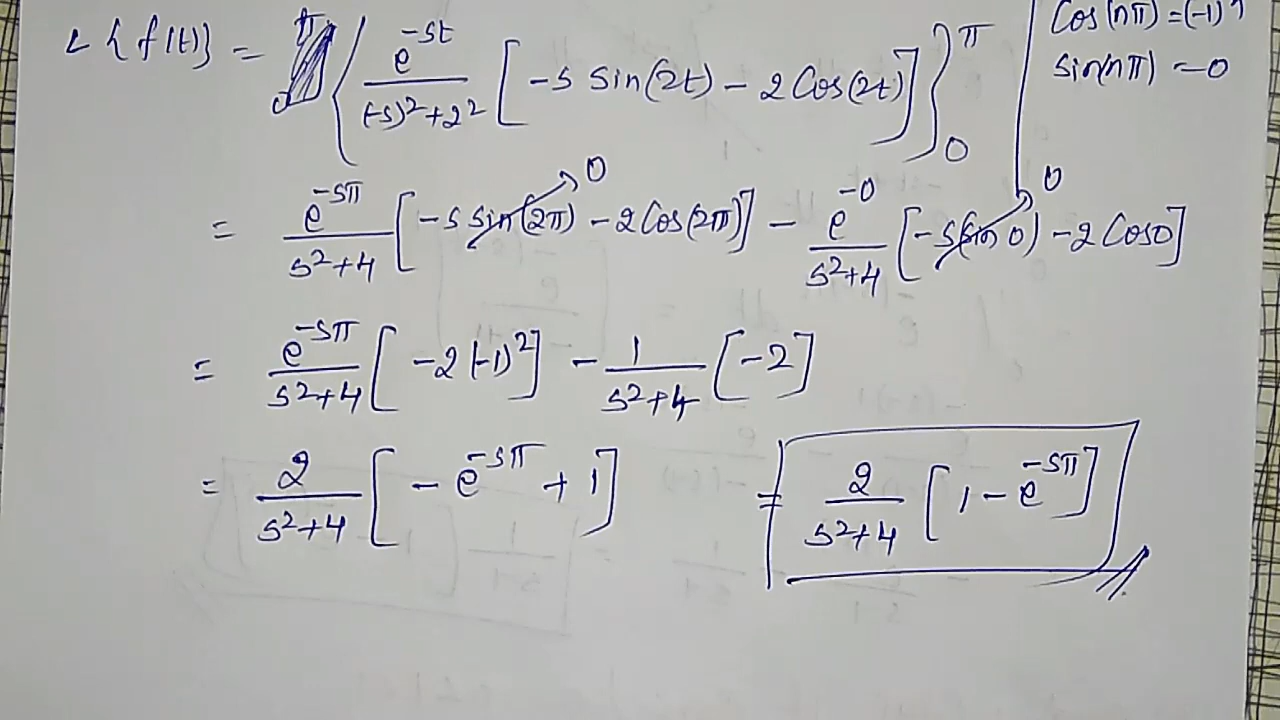 Cos(nπ) = (-1)ⁿ
sin(nπ) = 0
L{f(t)} = { e^{-st}/((-s)²+2²) [ -s sin(2t) - 2 Cos(2t) ] }₀^π
= e^{-sπ}/(s²+4) [ -s sin(2π)→0 - 2 Cos(2π) ] - e^{-0}/(s²+4) [ -s(sin 0)→0 - 2 Cos0 ]
= e^{-sπ}/(s²+4) [ -2(-1)² ] - 1/(s²+4) [ -2 ]
= 2/(s²+4) [ - e^{-sπ} + 1 ] = 2/(s²+4) [ 1 - e^{-sπ} ]